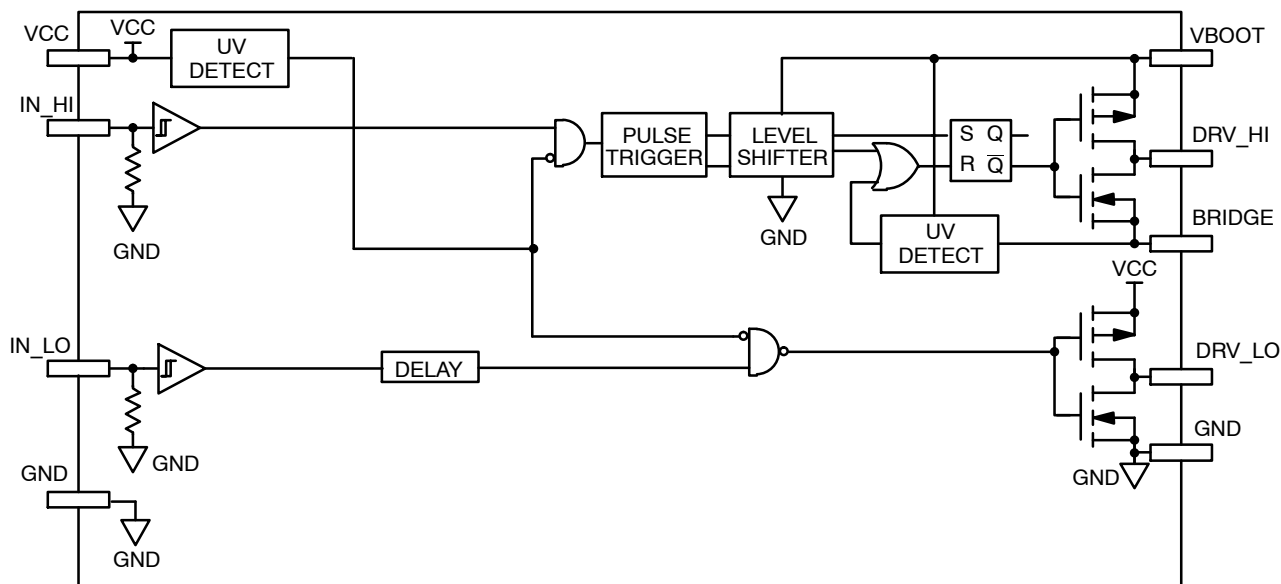 VCC
VCC
UV
DETECT
VBOOT
IN_HI
PULSE
TRIGGER
LEVEL
SHIFTER
S Q
R Q̅
DRV_HI
GND
GND
UV
DETECT
BRIDGE
VCC
IN_LO
DELAY
DRV_LO
GND
GND
GND
GND
GND